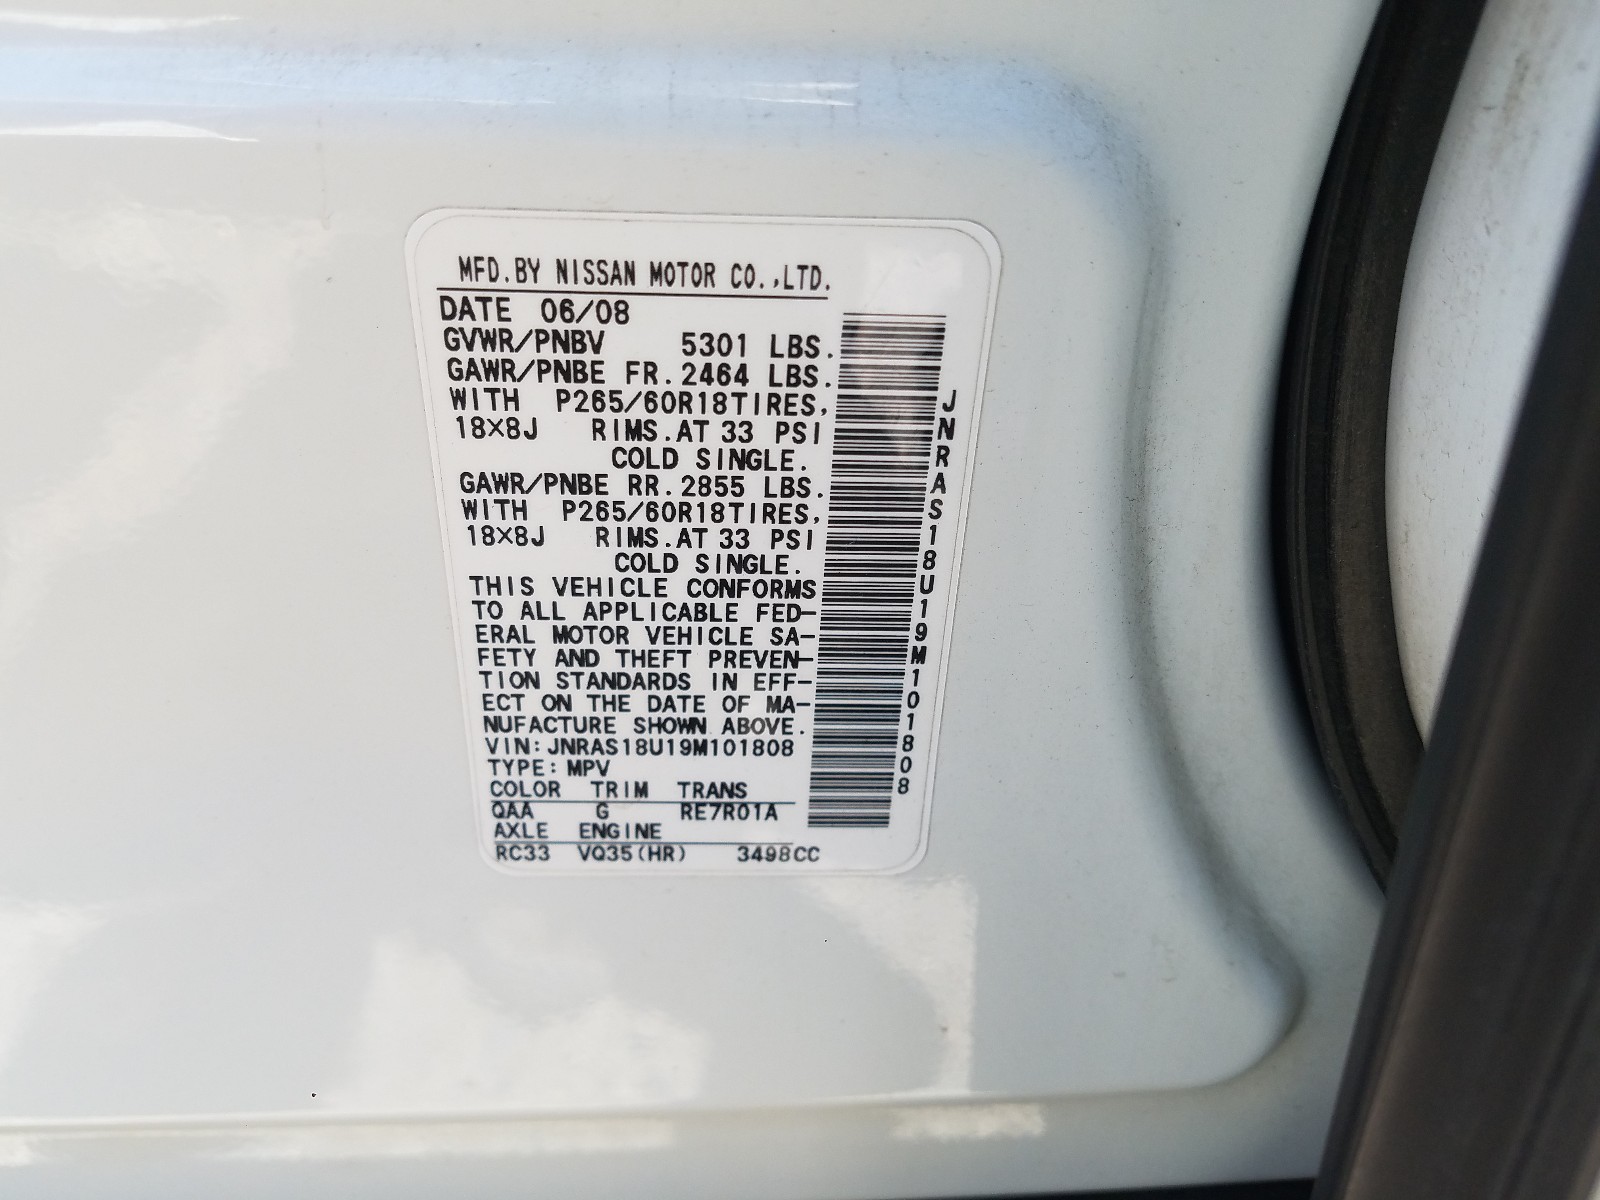 MFD.BY NISSAN MOTOR CO.,LTD.
DATE 06/08
GVWR/PNBV 5301 LBS.
GAWR/PNBE FR. 2464 LBS.
WITH P265/60R18TIRES,
18×8J RIMS.AT 33 PSI
COLD SINGLE.
GAWR/PNBE RR. 2855 LBS.
WITH P265/60R18TIRES,
18×8J RIMS.AT 33 PSI
COLD SINGLE.
THIS VEHICLE CONFORMS
TO ALL APPLICABLE FED-
ERAL MOTOR VEHICLE SA-
FETY AND THEFT PREVEN-
TION STANDARDS IN EFF-
ECT ON THE DATE OF MA-
NUFACTURE SHOWN ABOVE.
VIN:JNRAS18U19M101808
TYPE:MPV
COLOR TRIM TRANS
QAA G RE7R01A
AXLE ENGINE
RC33 VQ35(HR) 3498CC
JNRAS18U19M101808